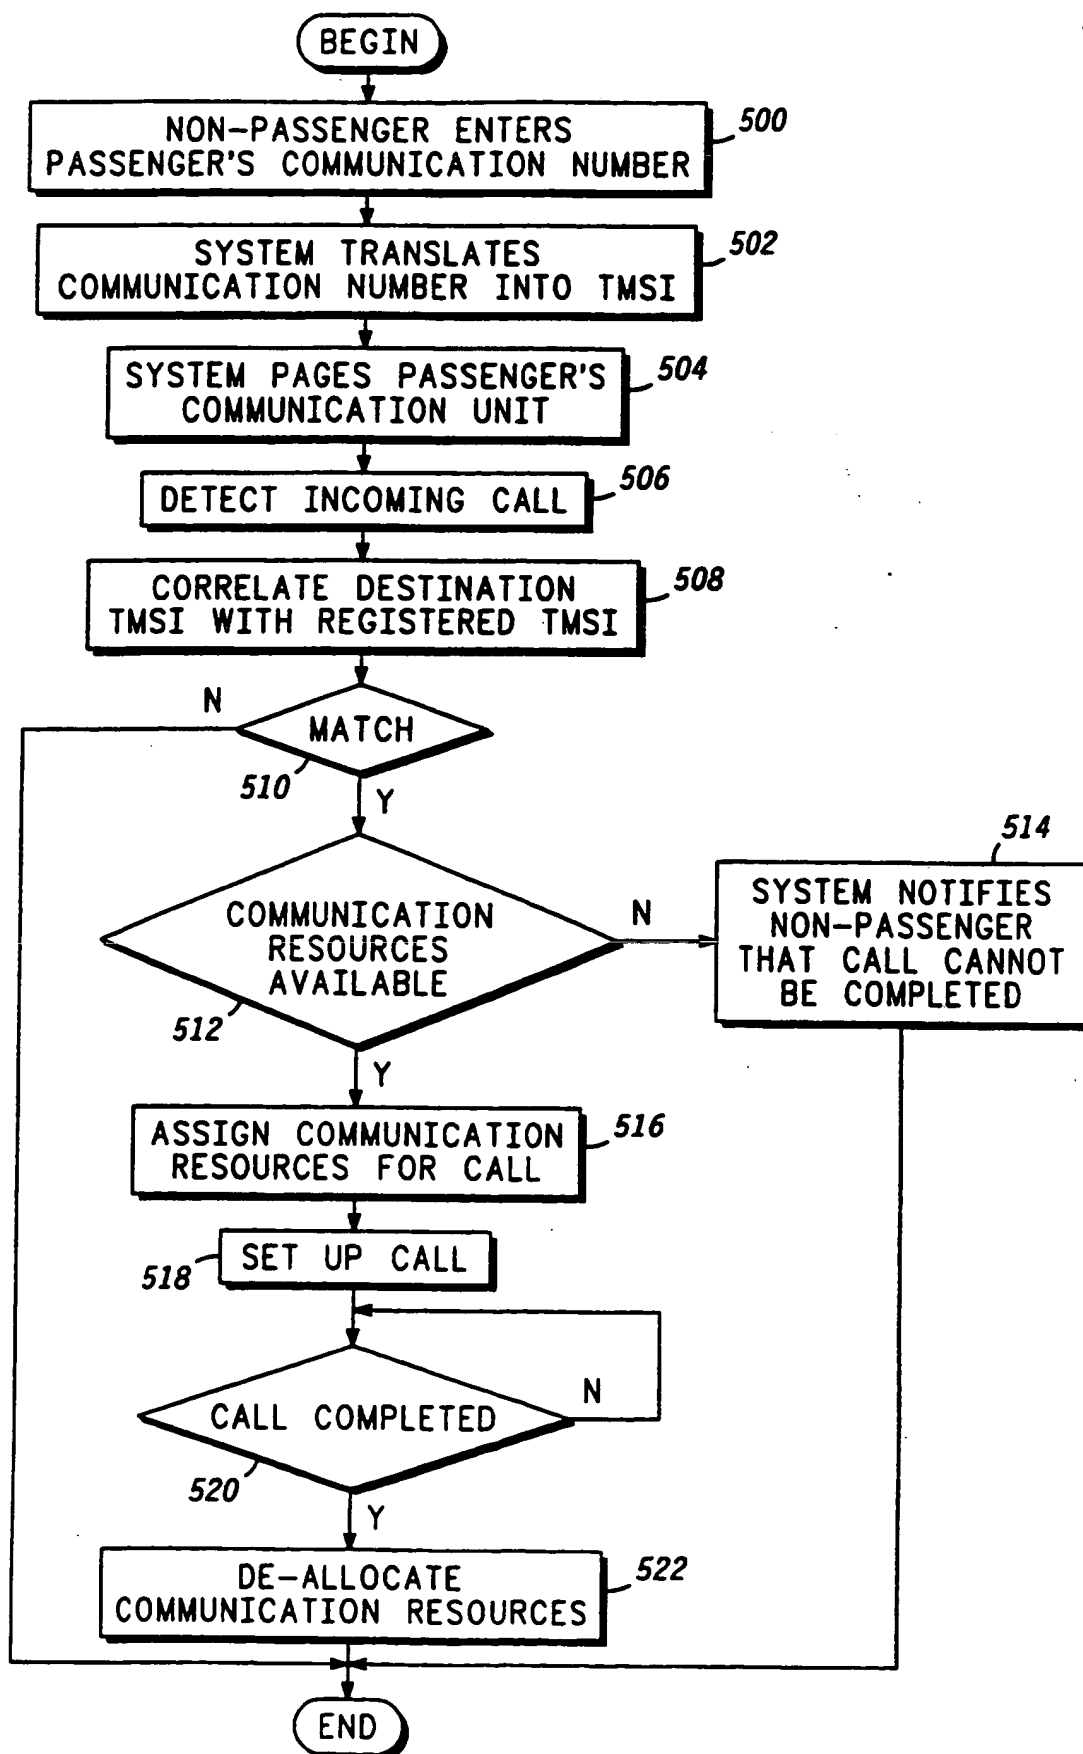 BEGIN
NON-PASSENGER ENTERS
PASSENGER'S COMMUNICATION NUMBER
500
SYSTEM TRANSLATES
COMMUNICATION NUMBER INTO TMSI
502
SYSTEM PAGES PASSENGER'S
COMMUNICATION UNIT
504
DETECT INCOMING CALL
506
CORRELATE DESTINATION
TMSI WITH REGISTERED TMSI
508
N
MATCH
510
Y
COMMUNICATION
RESOURCES
AVAILABLE
512
N
514
SYSTEM NOTIFIES
NON-PASSENGER
THAT CALL CANNOT
BE COMPLETED
Y
ASSIGN COMMUNICATION
RESOURCES FOR CALL
516
SET UP CALL
518
CALL COMPLETED
N
520
Y
DE-ALLOCATE
COMMUNICATION RESOURCES
522
END